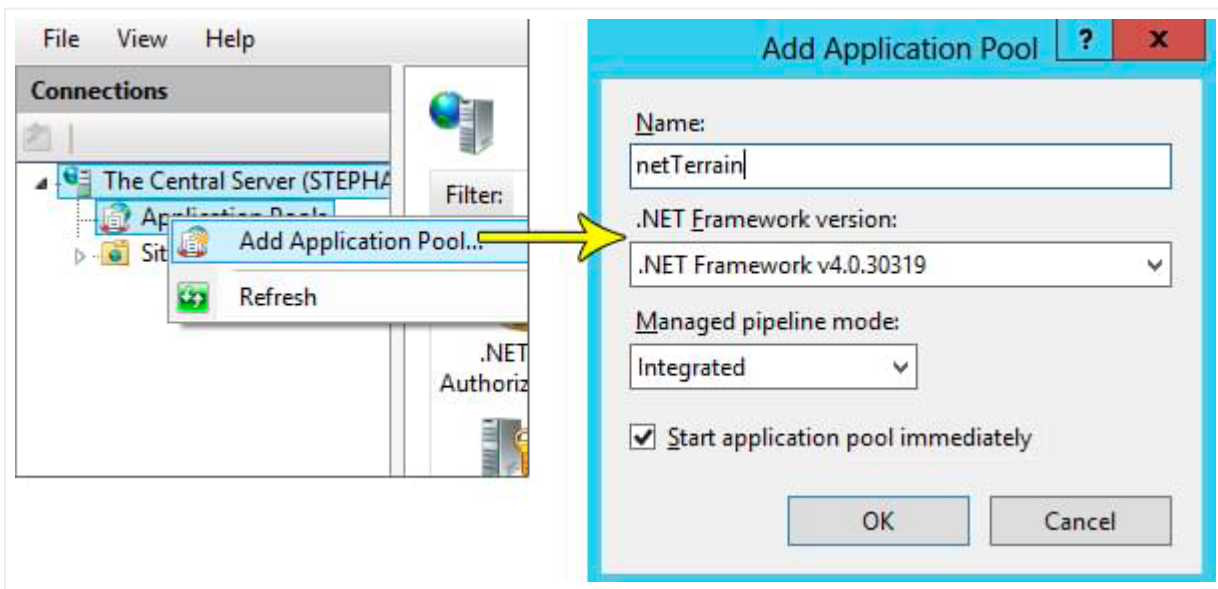 File View Help
Connections
The Central Server (STEPHA
Application Pools
Sit
Add Application Pool...
Refresh
Filter:
.NET
Authoriz
Add Application Pool ? x
Name:
netTerrain
.NET Framework version:
.NET Framework v4.0.30319
Managed pipeline mode:
Integrated
Start application pool immediately
OK Cancel